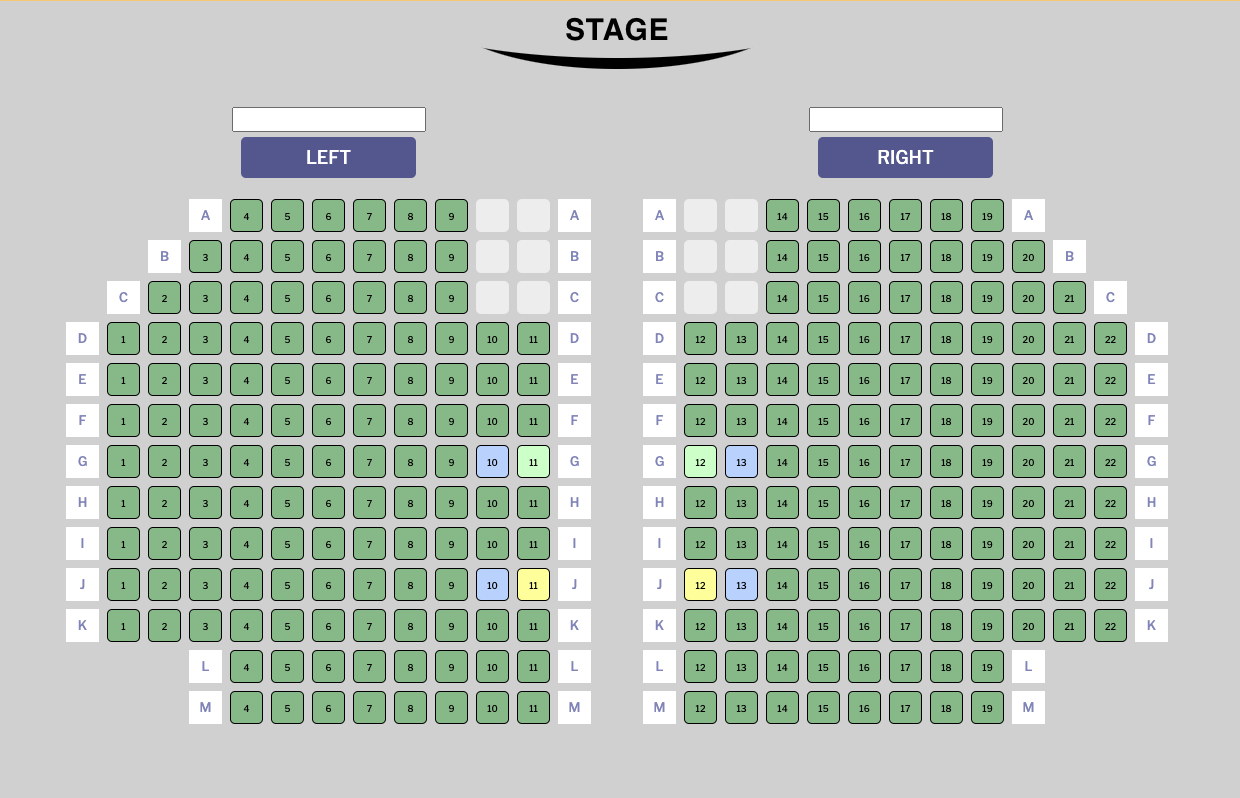 STAGE
LEFT RIGHT
A 4 5 6 7 8 9 A A 14 15 16 17 18 19 A
B 3 4 5 6 7 8 9 B B 14 15 16 17 18 19 20 B
C 2 3 4 5 6 7 8 9 C C 14 15 16 17 18 19 20 21 C
D 1 2 3 4 5 6 7 8 9 10 11 D D 12 13 14 15 16 17 18 19 20 21 22 D
E 1 2 3 4 5 6 7 8 9 10 11 E E 12 13 14 15 16 17 18 19 20 21 22 E
F 1 2 3 4 5 6 7 8 9 10 11 F F 12 13 14 15 16 17 18 19 20 21 22 F
G 1 2 3 4 5 6 7 8 9 10 11 G G 12 13 14 15 16 17 18 19 20 21 22 G
H 1 2 3 4 5 6 7 8 9 10 11 H H 12 13 14 15 16 17 18 19 20 21 22 H
I 1 2 3 4 5 6 7 8 9 10 11 I I 12 13 14 15 16 17 18 19 20 21 22 I
J 1 2 3 4 5 6 7 8 9 10 11 J J 12 13 14 15 16 17 18 19 20 21 22 J
K 1 2 3 4 5 6 7 8 9 10 11 K K 12 13 14 15 16 17 18 19 20 21 22 K
L 4 5 6 7 8 9 10 11 L L 12 13 14 15 16 17 18 19 L
M 4 5 6 7 8 9 10 11 M M 12 13 14 15 16 17 18 19 M